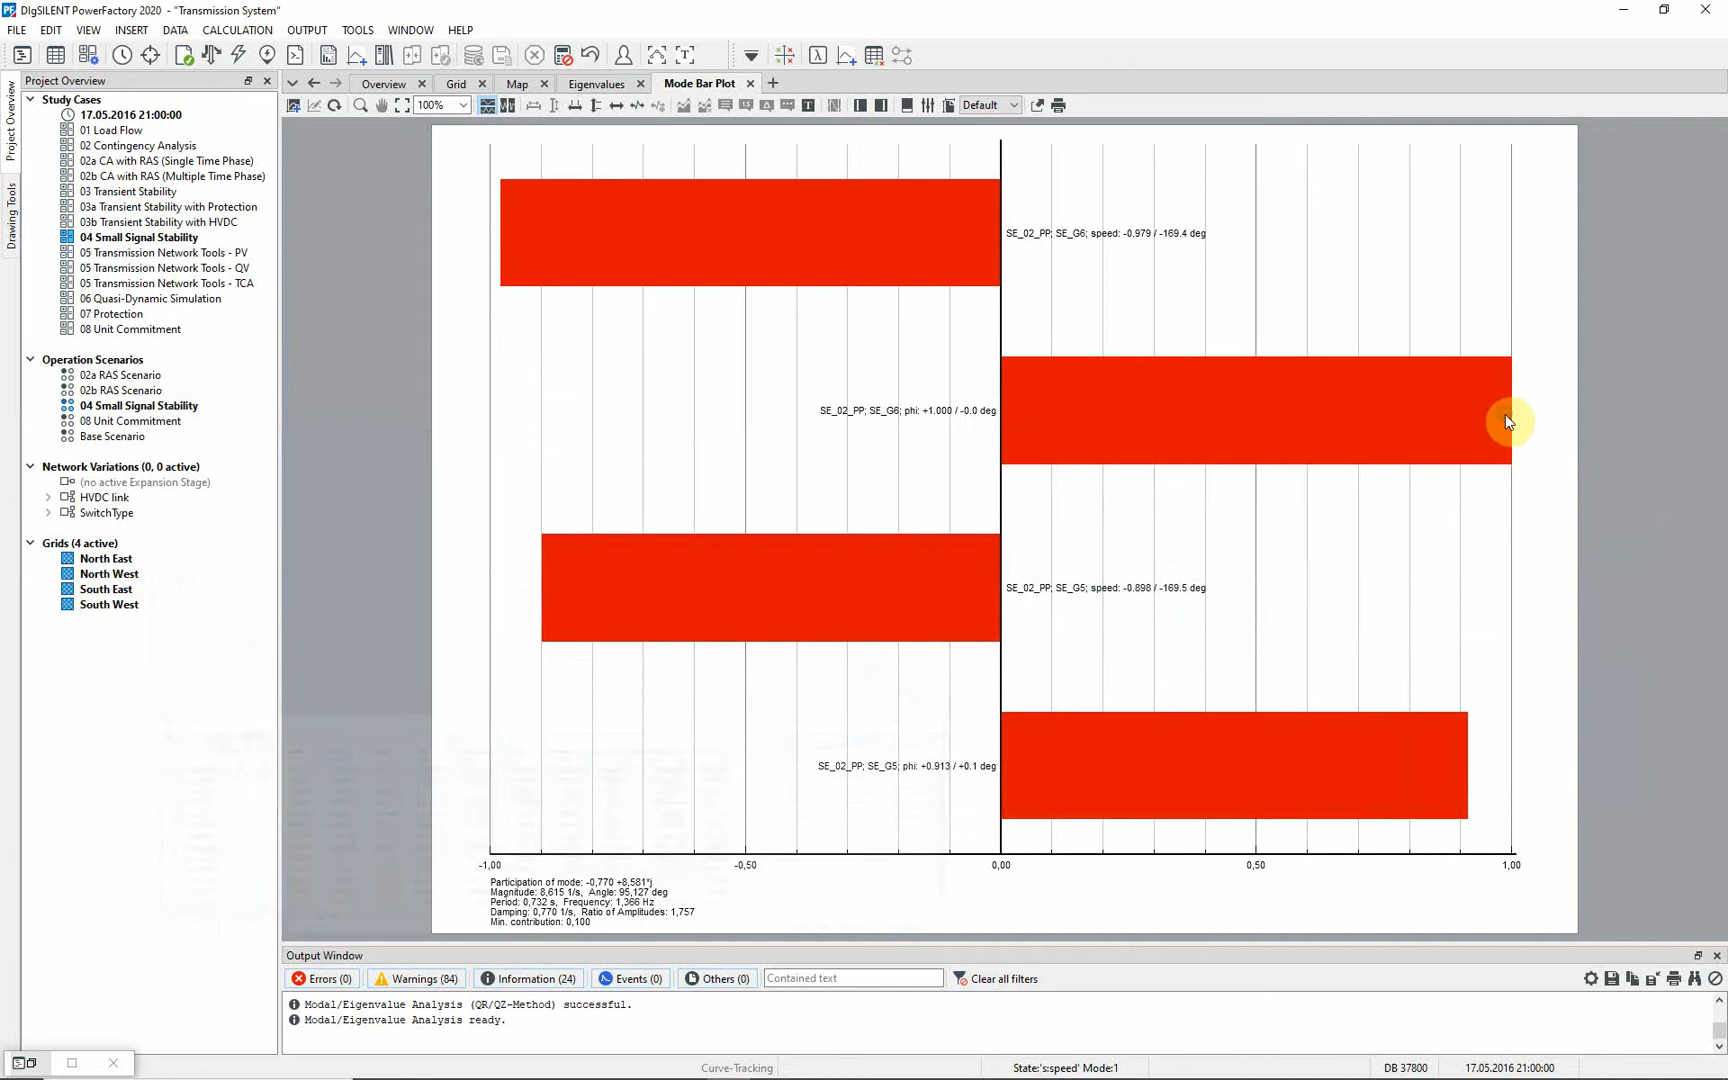 DIgSILENT PowerFactory 2020 - "Transmission System"
FILE EDIT VIEW INSERT DATA CALCULATION OUTPUT TOOLS WINDOW HELP
Project Overview
Overview Grid Map Eigenvalues Mode Bar Plot
100% Default
Project Overview
Drawing Tools
Study Cases
17.05.2016 21:00:00
01 Load Flow
02 Contingency Analysis
02a CA with RAS (Single Time Phase)
02b CA with RAS (Multiple Time Phase)
03 Transient Stability
03a Transient Stability with Protection
03b Transient Stability with HVDC
04 Small Signal Stability
05 Transmission Network Tools - PV
05 Transmission Network Tools - QV
05 Transmission Network Tools - TCA
06 Quasi-Dynamic Simulation
07 Protection
08 Unit Commitment
Operation Scenarios
02a RAS Scenario
02b RAS Scenario
04 Small Signal Stability
08 Unit Commitment
Base Scenario
Network Variations (0, 0 active)
(no active Expansion Stage)
HVDC link
SwitchType
Grids (4 active)
North East
North West
South East
South West
SE_02_PP; SE_G6; speed: -0.979 / -169.4 deg
SE_02_PP; SE_G6; phi: +1.000 / -0.0 deg
SE_02_PP; SE_G5; speed: -0.898 / -169.5 deg
SE_02_PP; SE_G5; phi: +0.913 / +0.1 deg
-1,00 -0,50 0,00 0,50 1,00
Participation of mode: -0,770 +8,581*j
Magnitude: 8,615 1/s, Angle: 95,127 deg
Period: 0,732 s, Frequency: 1,366 Hz
Damping: 0,770 1/s, Ratio of Amplitudes: 1,757
Min. contribution: 0,100
Output Window
Errors (0) Warnings (84) Information (24) Events (0) Others (0) Contained text Clear all filters
Modal/Eigenvalue Analysis (QR/QZ-Method) successful.
Modal/Eigenvalue Analysis ready.
Curve-Tracking State:'s:speed' Mode:1 DB 37800 17.05.2016 21:00:00